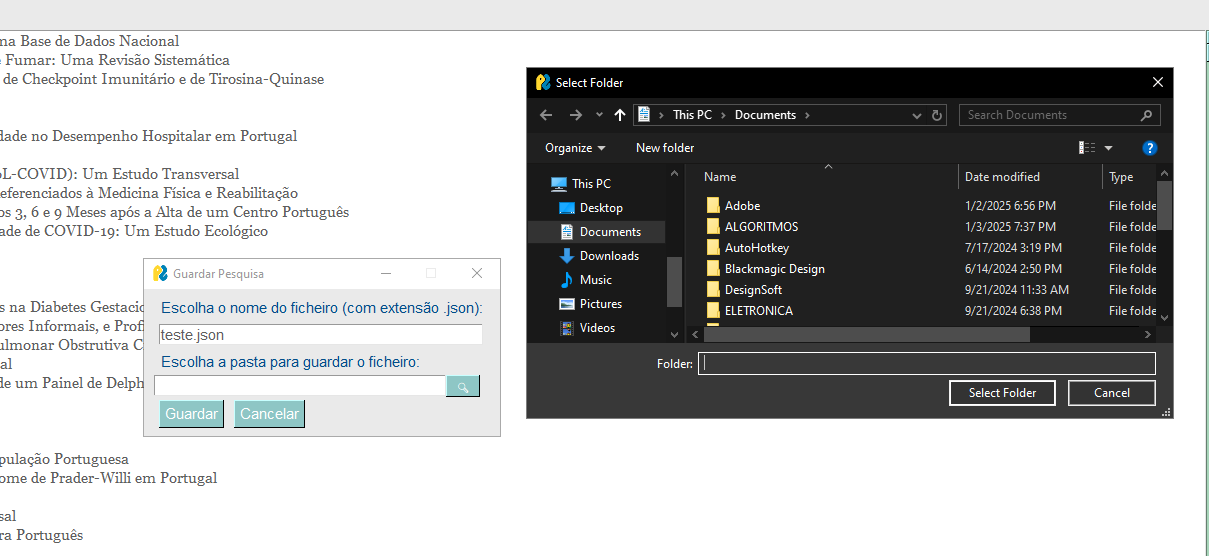 ma Base de Dados Nacional
Fumar: Uma Revisão Sistemática
de Checkpoint Imunitário e de Tirosina-Quinase
dade no Desempenho Hospitalar em Portugal
L-COVID): Um Estudo Transversal
eferenciados à Medicina Física e Reabilitação
os 3, 6 e 9 Meses após a Alta de um Centro Português
ade de COVID-19: Um Estudo Ecológico
s na Diabetes Gestacio
ores Informais, e Profi
ulmonar Obstrutiva C
al
de um Painel de Delph
pulação Portuguesa
ome de Prader-Willi em Portugal
sal
ra Português
Guardar Pesquisa
Escolha o nome do ficheiro (com extensão .json):
teste.json
Escolha a pasta para guardar o ficheiro:
Guardar Cancelar
Select Folder
This PC > Documents >
Search Documents
Organize New folder
This PC
Desktop
Documents
Downloads
Music
Pictures
Videos
Name Date modified Type
Adobe 1/2/2025 6:56 PM File folde
ALGORITMOS 1/3/2025 7:37 PM File folde
AutoHotkey 7/17/2024 3:19 PM File folde
Blackmagic Design 6/14/2024 2:50 PM File folde
DesignSoft 9/21/2024 11:33 AM File folde
ELETRONICA 9/21/2024 6:38 PM File folde
Folder:
Select Folder Cancel